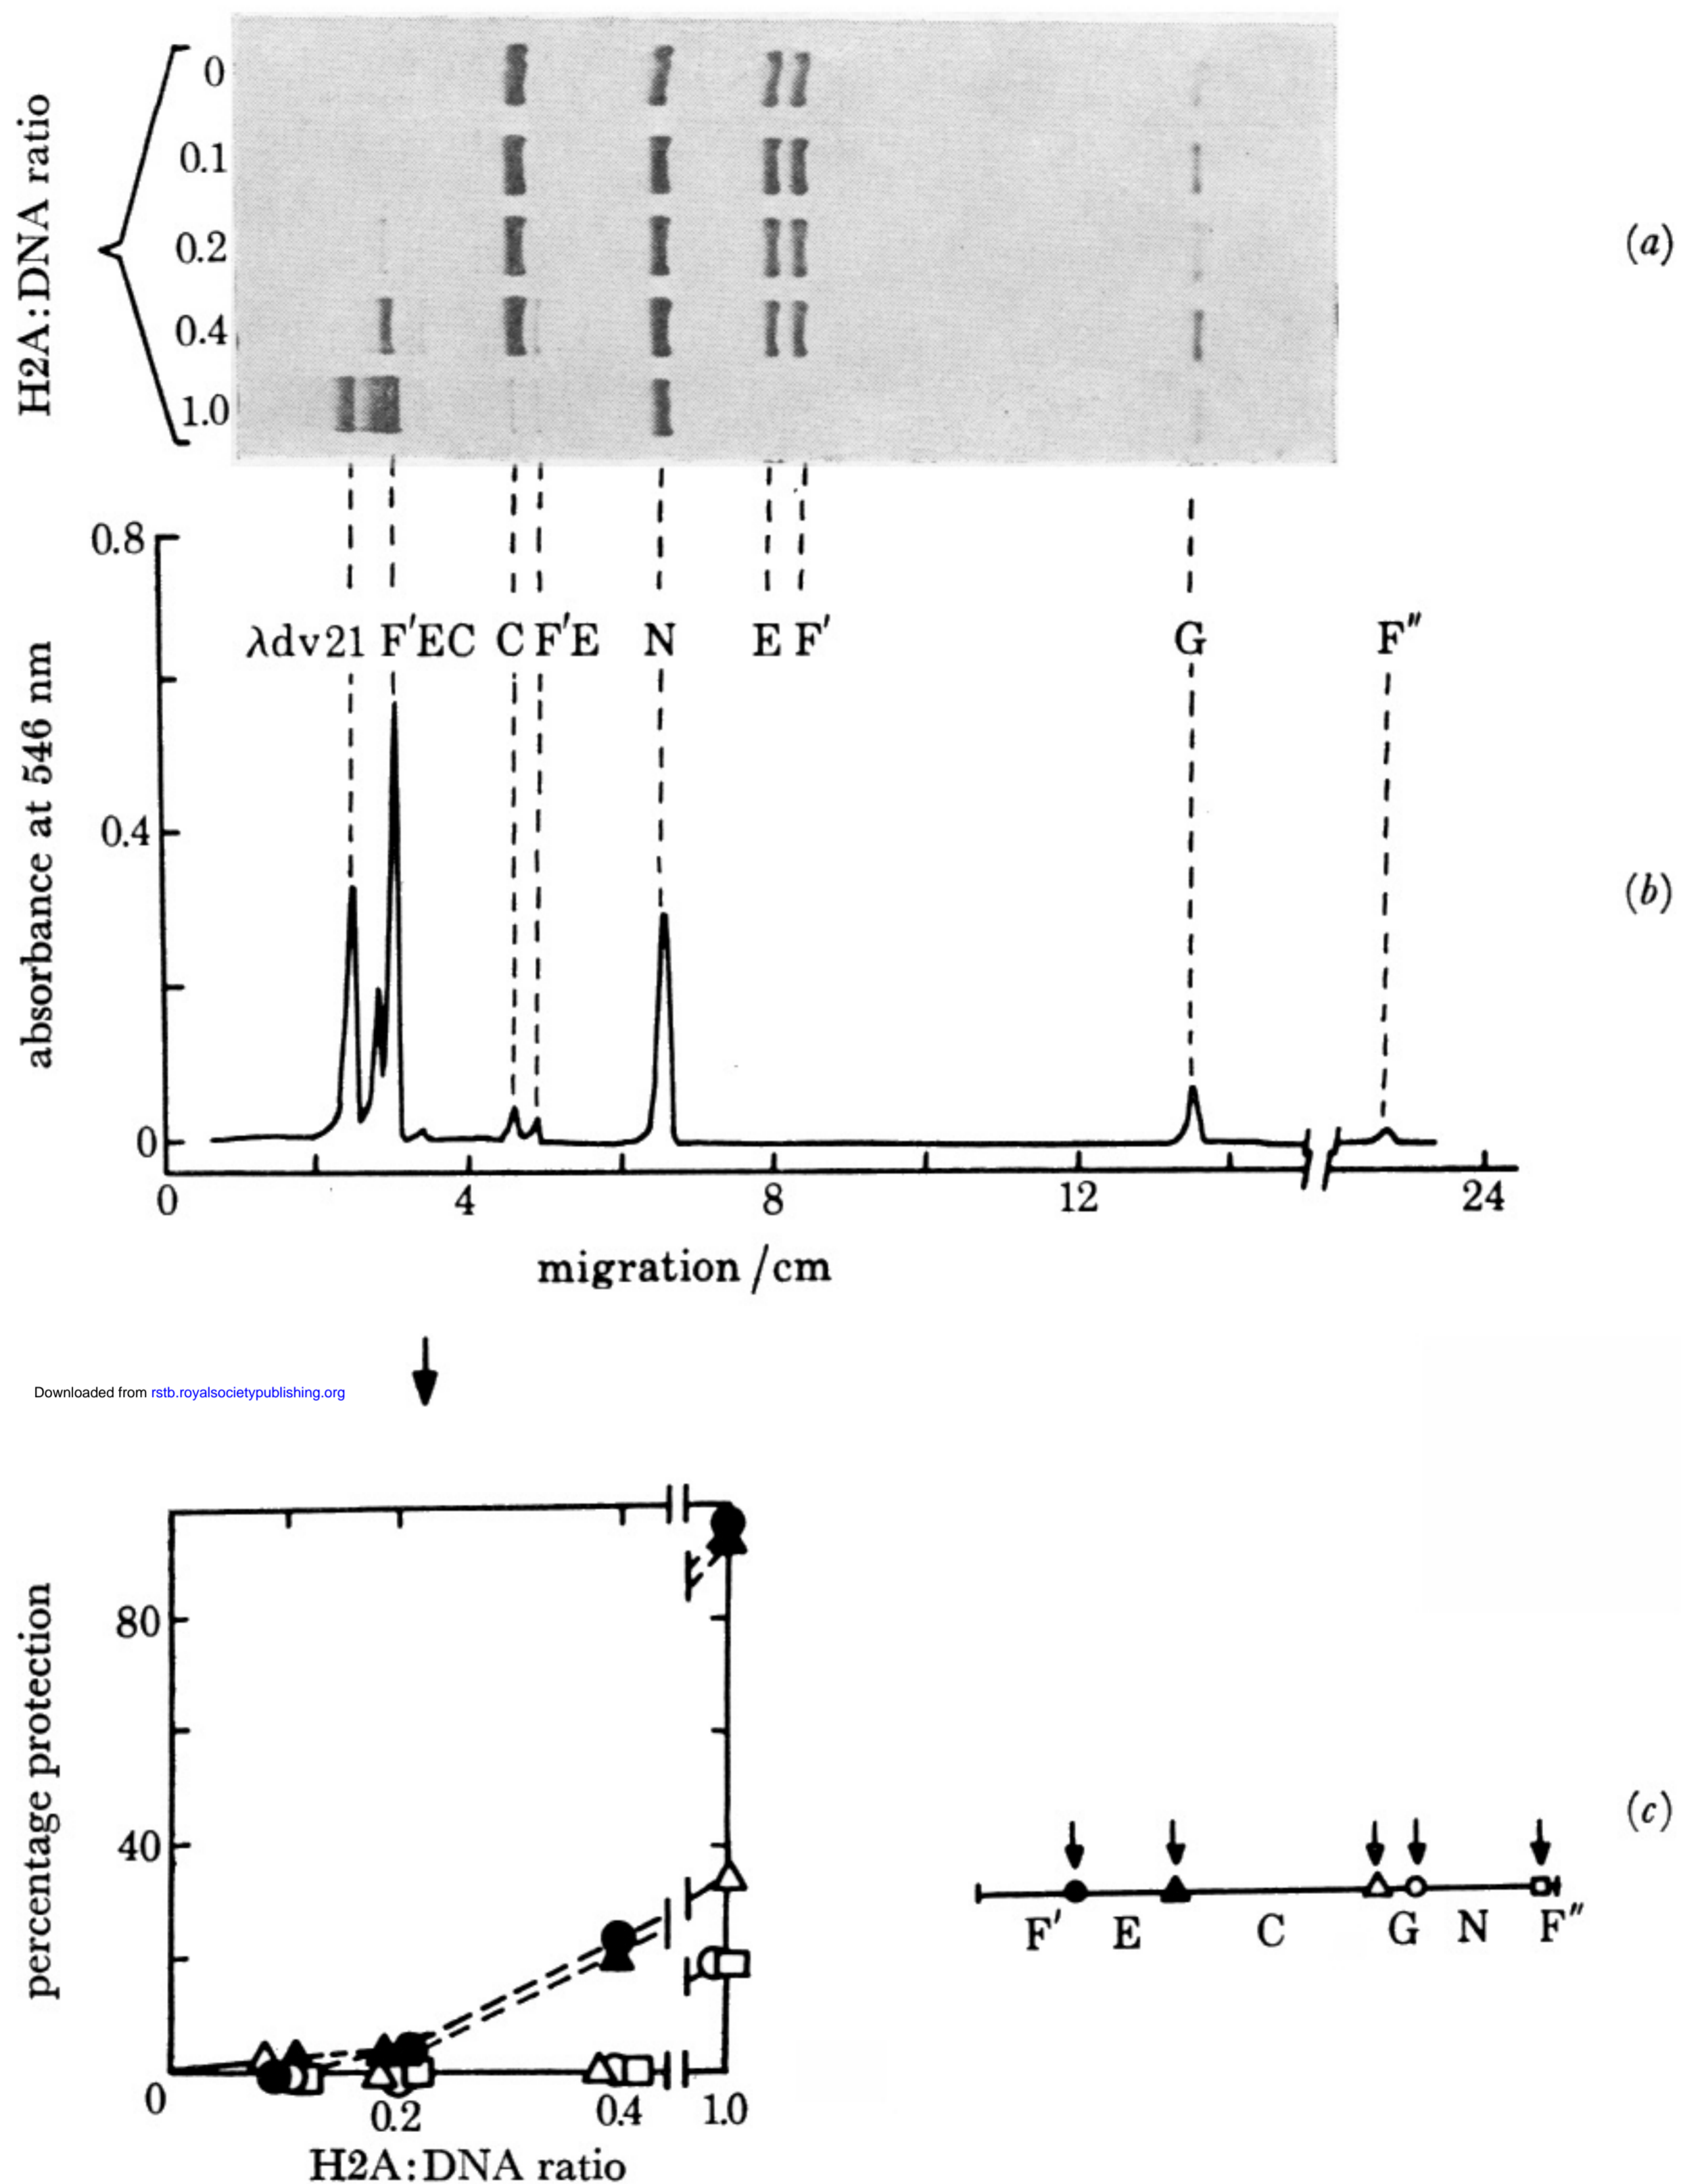 H2A:DNA ratio
0
0.1
0.2
0.4
1.0
(a)
0.8
λdv21 F′EC C F′E N E F′ G F″
absorbance at 546 nm
0.4
(b)
0
0 4 8 12 24
migration /cm
Downloaded from rstb.royalsocietypublishing.org
percentage protection
80
40
(c)
F′ E C G N F″
0
0.2 0.4 1.0
H2A:DNA ratio